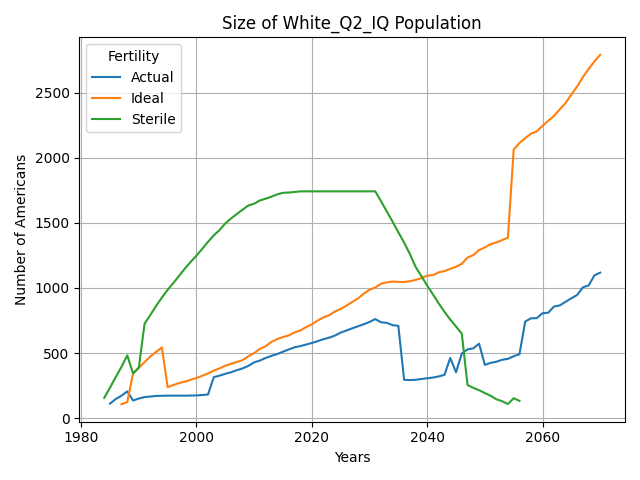 Size of White_Q2_IQ Population
Fertility
Actual
Ideal
Sterile
Number of Americans
2500
2000
1500
1000
500
0
1980
2000
2020
2040
2060
Years